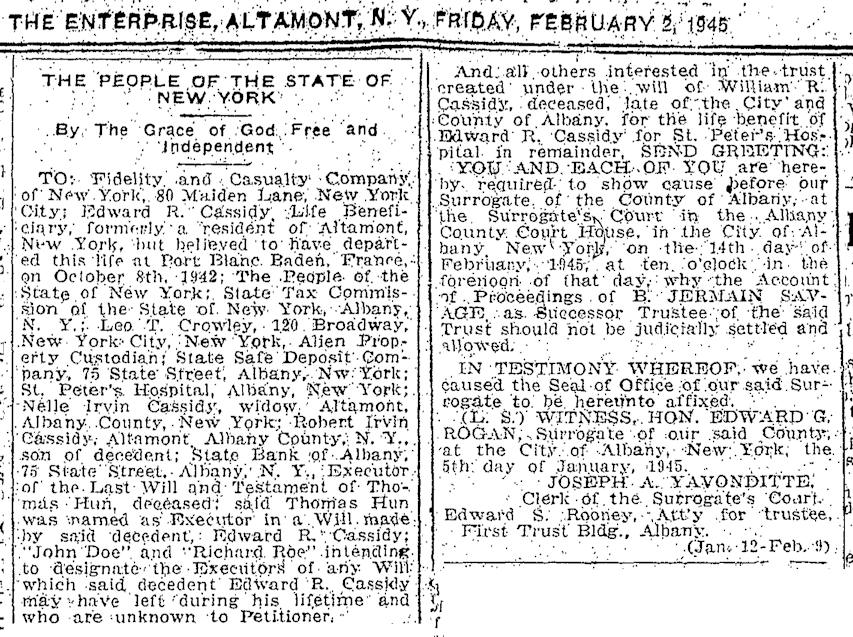 THE ENTERPRISE, ALTAMONT, N. Y., FRIDAY, FEBRUARY 2, 1945
THE PEOPLE OF THE STATE OF
NEW YORK
By The Grace of God Free and
Independent
TO: Fidelity and Casualty Company
of New York, 80 Maiden Lane, New York
City; Edward R. Cassidy, Life Benefi-
ciary, formerly a resident of Altamont,
New York, but believed to have depart-
ed this life at Port Blanc Baden, France,
on October 8th, 1942; The People of the
State of New York; State Tax Commis-
sion of the State of New York, Albany,
N. Y.; Leo T. Crowley, 120 Broadway,
New York City, New York, Alien Prop-
erty Custodian; State Safe Deposit Com-
pany, 75 State Street, Albany, Nw York;
St. Peter's Hospital, Albany, New York;
Nelle Irvin Cassidy, widow, Altamont,
Albany County, New York; Robert Irvin
Cassidy, Altamont Albany County, N. Y.,
son of decedent; State Bank of Albany,
75 State Street, Albany, N. Y., Executor
of the Last Will and Testament of Tho-
mas Hun, deceased; said Thomas Hun
was named as Executor in a Will made
by said decedent, Edward R. Cassidy;
"John Doe" and "Richard Roe" intending
to designate the Executors of any Will
which said decedent Edward R. Cassidy
may have left during his lifetime and
who are unknown to Petitioner.
And all others interested in the trust
created under the will of William R.
Cassidy, deceased, late of the City and
County of Albany, for the life benefit of
Edward R. Cassidy for St. Peter's Hos-
pital in remainder, SEND GREETING:
YOU AND EACH OF YOU are here-
by required to show cause before our
Surrogate of the County of Albany, at
the Surrogate's Court in the Albany
County Court House, in the City of Al-
bany New York, on the 14th day of
February, 1945, at ten o'clock in the
forenoon of that day, why the Account
of Proceedings of B. JERMAIN SAV-
AGE, as Successor Trustee of the said
Trust should not be judicially settled and
allowed.
IN TESTIMONY WHEREOF, we have
caused the Seal of Office of our said Sur-
rogate to be hereunto affixed.
(L. S.) WITNESS, HON. EDWARD G.
ROGAN, Surrogate of our said County,
at the City of Albany, New York, the
5th day of January, 1945.
JOSEPH A. YAVONDITTE,
Clerk of the Surrogate's Court.
Edward S. Rooney, Att'y for trustee,
First Trust Bldg., Albany.
(Jan. 12-Feb. 9)